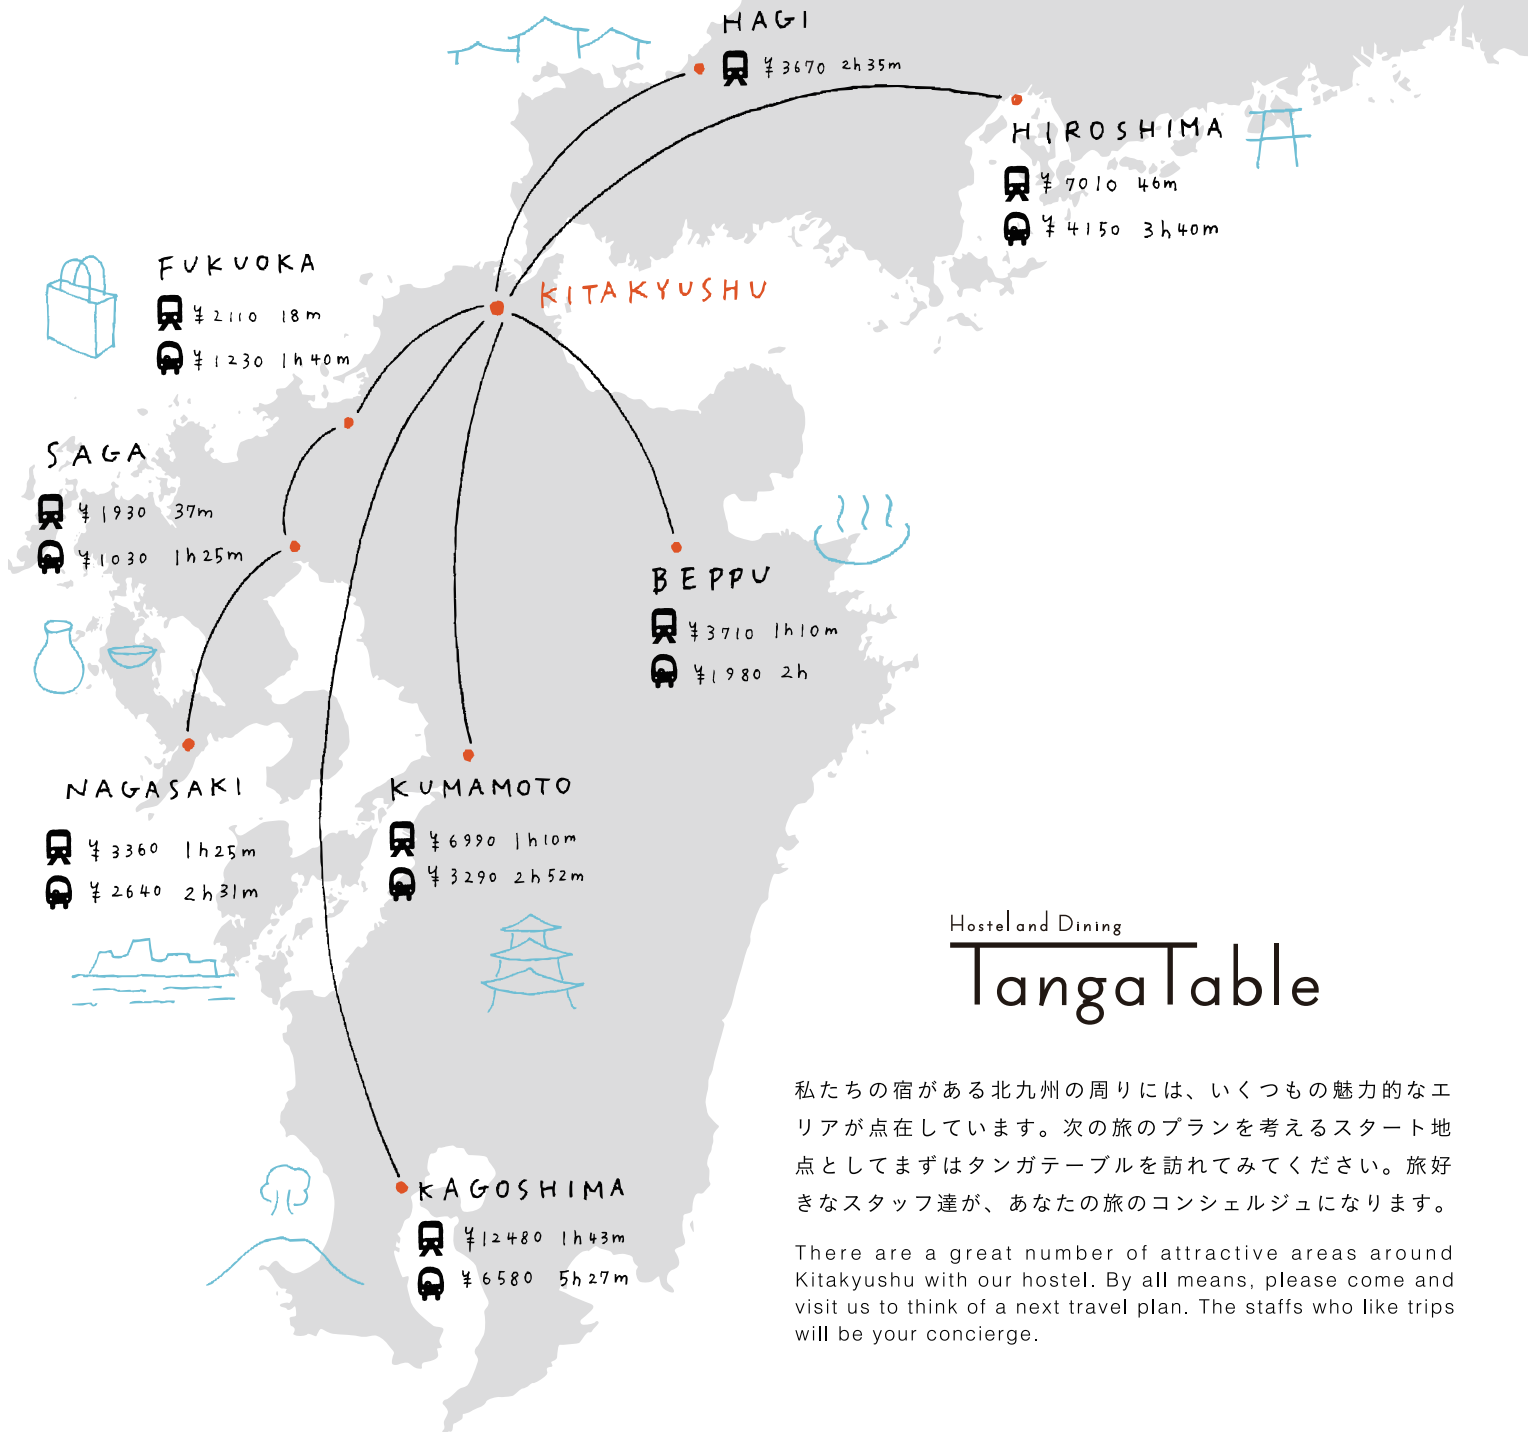 HAGI
¥3670 2h35m
HIROSHIMA
¥7010 46m
¥4150 3h40m
FUKUOKA
¥2110 18m
¥1230 1h40m
KITAKYUSHU
SAGA
¥1930 37m
¥1030 1h25m
BEPPU
¥3710 1h10m
¥1980 2h
NAGASAKI
¥3360 1h25m
¥2640 2h31m
KUMAMOTO
¥6990 1h10m
¥3290 2h52m
KAGOSHIMA
¥12480 1h43m
¥6580 5h27m
Hostel and Dining
Tanga Table
私たちの宿がある北九州の周りには、いくつもの魅力的なエ
リアが点在しています。次の旅のプランを考えるスタート地
点としてまずはタンガテーブルを訪れてみてください。旅好
きなスタッフ達が、あなたの旅のコンシェルジュになります。
There are a great number of attractive areas around
Kitakyushu with our hostel. By all means, please come and
visit us to think of a next travel plan. The staffs who like trips
will be your concierge.